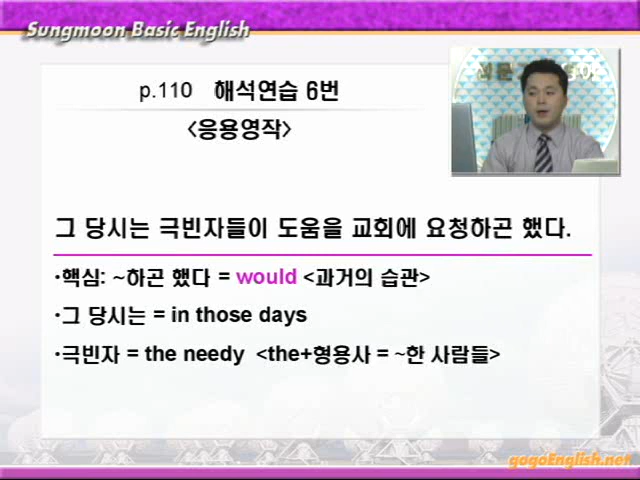 Sungmoon Basic English
p.110 해석연습 6번
<응용영작>
그 당시는 극빈자들이 도움을 교회에 요청하곤 했다.
·핵심: ~하곤 했다 = would <과거의 습관>
·그 당시는 = in those days
·극빈자 = the needy <the+형용사 = ~한 사람들>
gogoEnglish.net